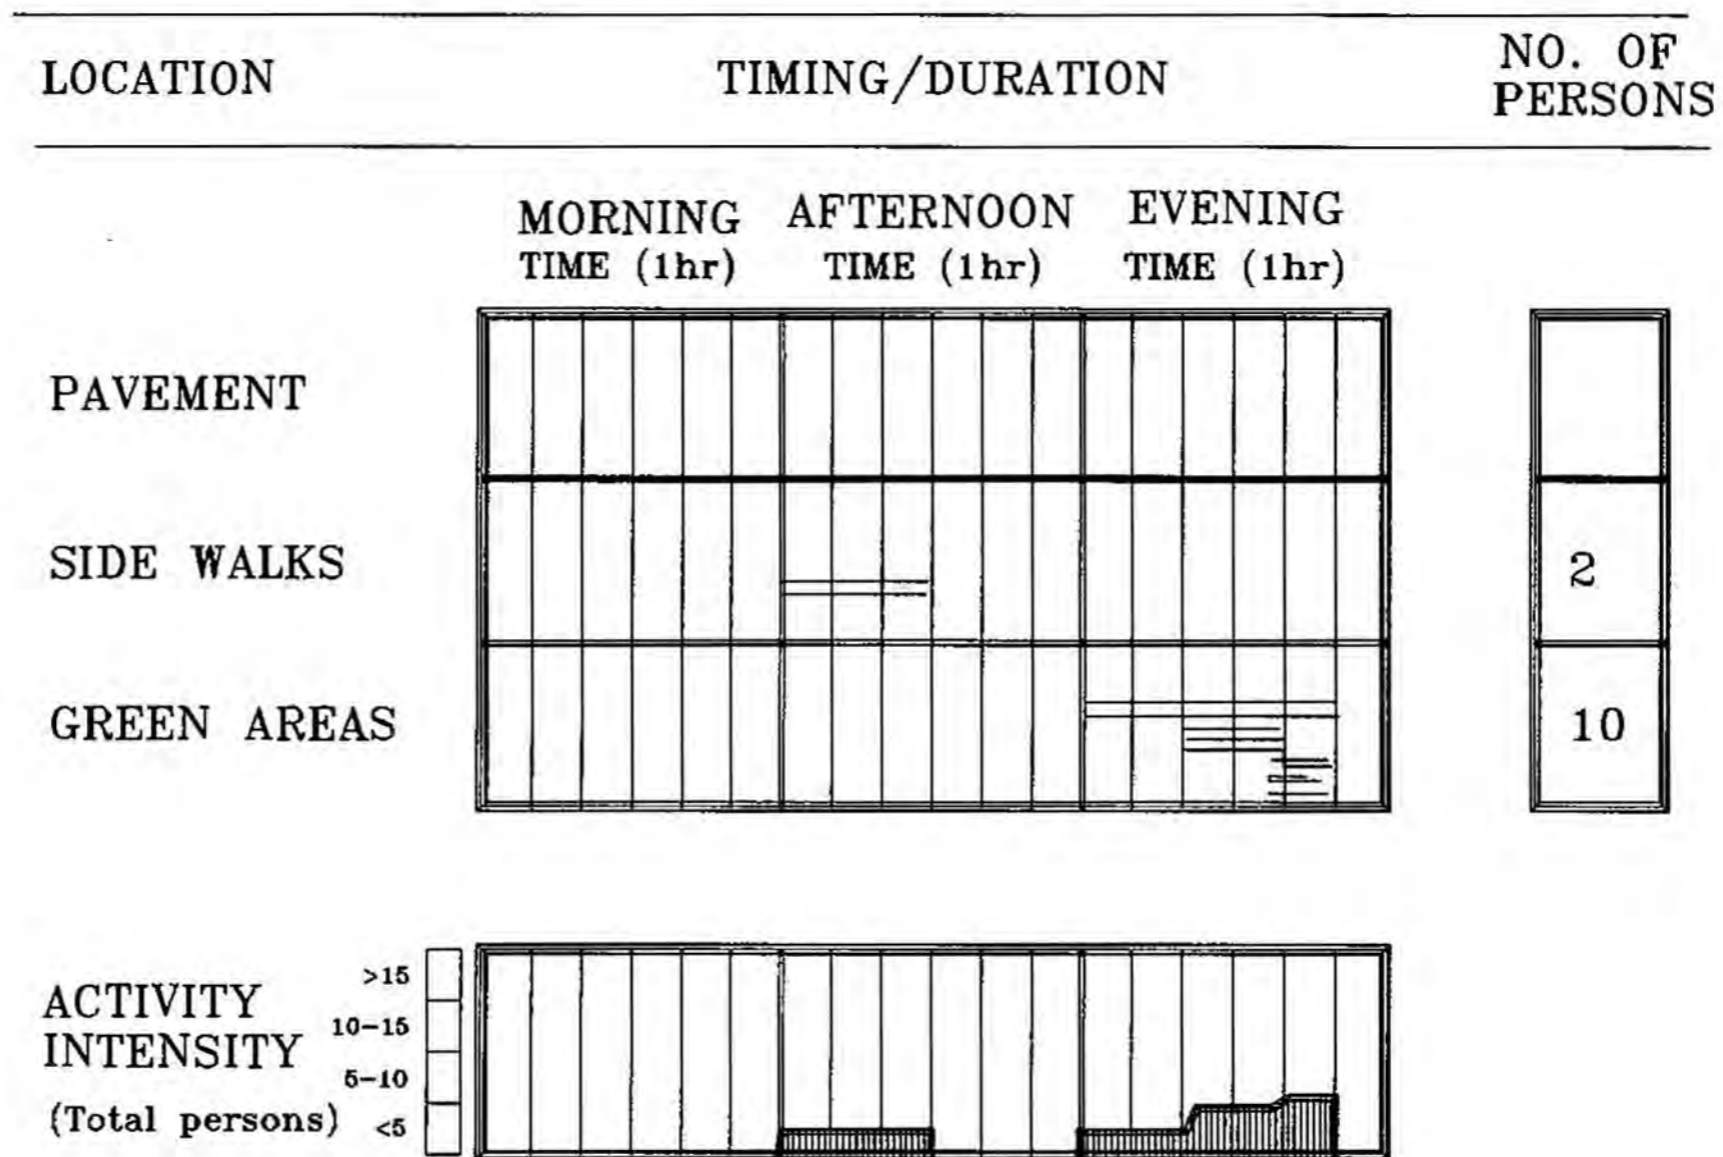 LOCATION TIMING/DURATION NO. OF
PERSONS
MORNING AFTERNOON EVENING
TIME (1hr) TIME (1hr) TIME (1hr)
PAVEMENT
SIDE WALKS 2
GREEN AREAS 10
ACTIVITY
INTENSITY
(Total persons)
>15
10-15
5-10
<5